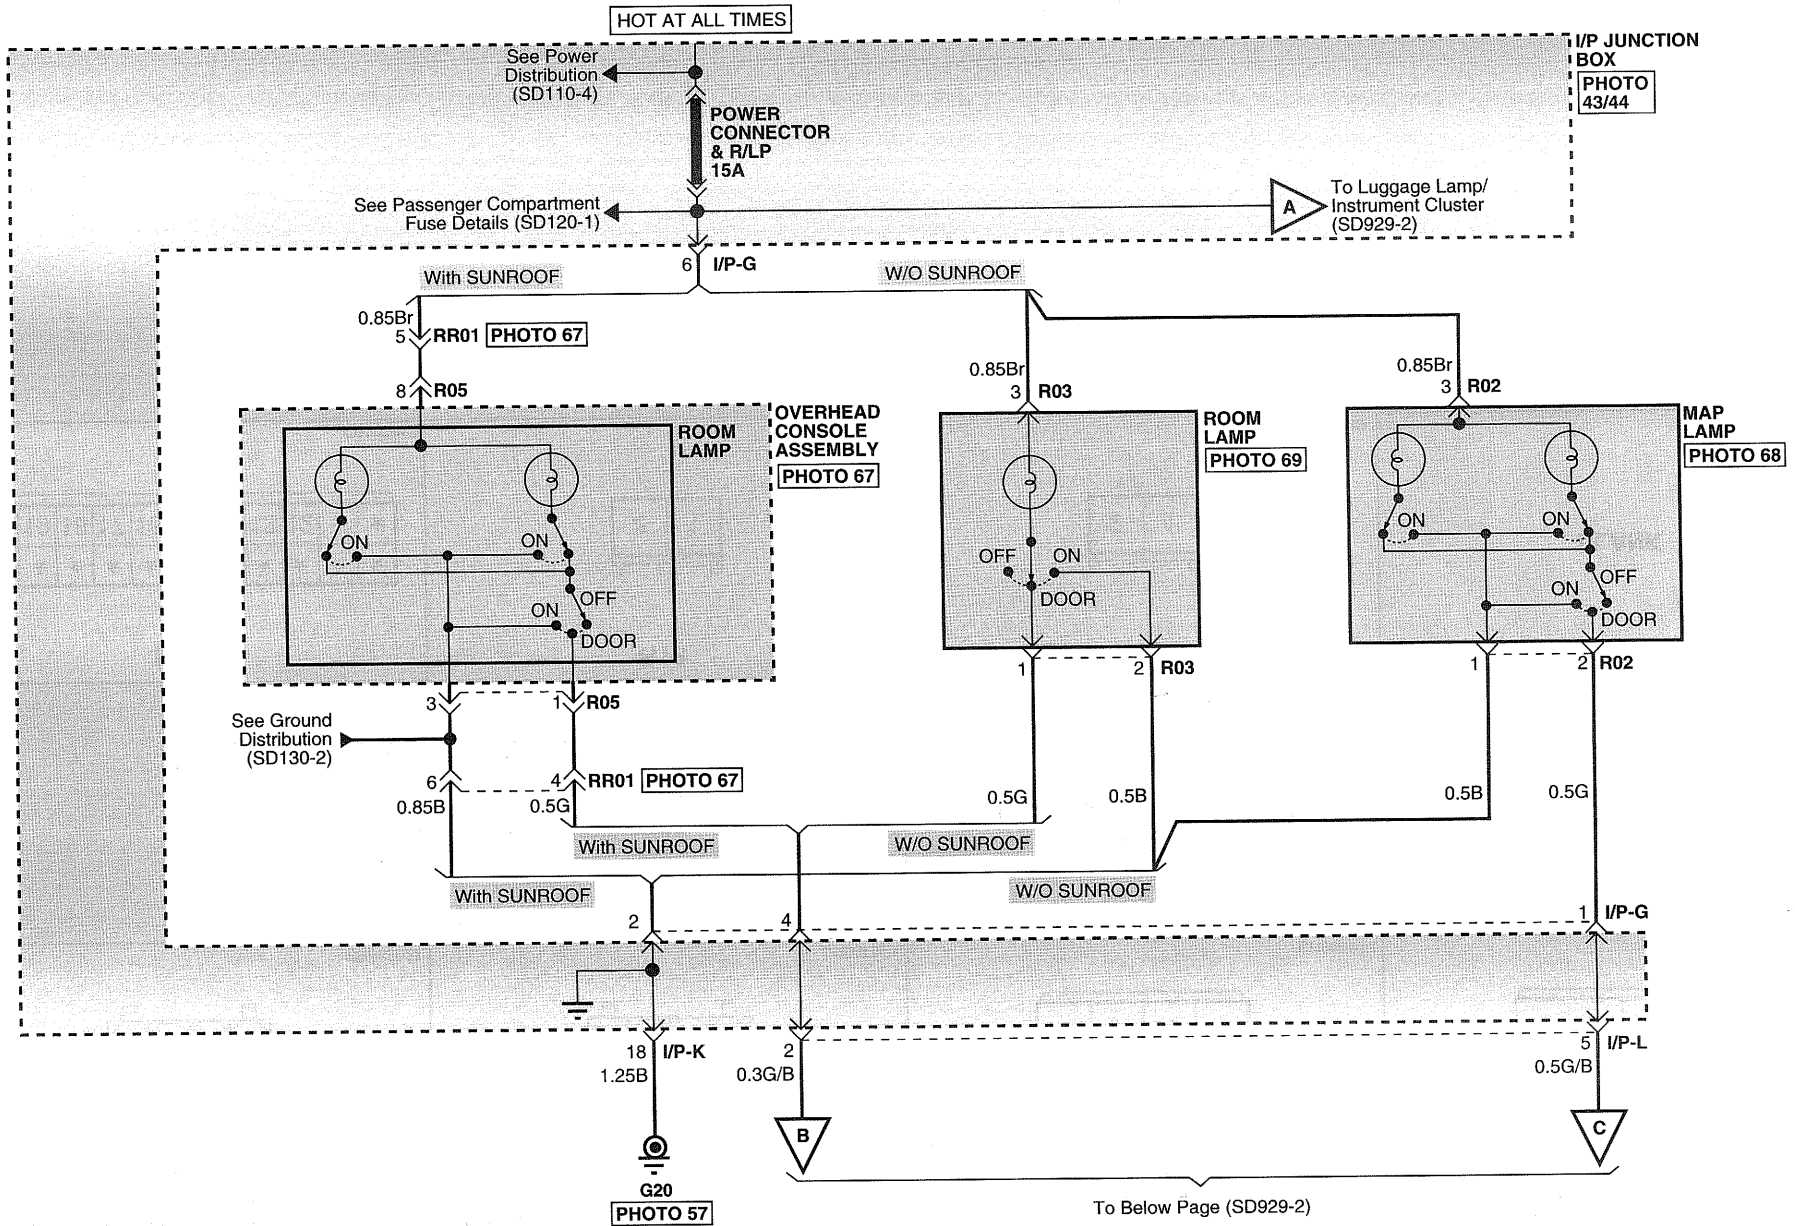 HOT AT ALL TIMES
I/P JUNCTION
BOX
PHOTO
43/44
See Power
Distribution
(SD110-4)
POWER
CONNECTOR
& R/LP
15A
See Passenger Compartment
Fuse Details (SD120-1)
A
To Luggage Lamp/
Instrument Cluster
(SD929-2)
6 I/P-G
With SUNROOF
W/O SUNROOF
0.85Br
5 RR01 PHOTO 67
8 R05
0.85Br
3 R03
0.85Br
3 R02
OVERHEAD
CONSOLE
ASSEMBLY
PHOTO 67
ROOM
LAMP
ON
ON
OFF
ON
DOOR
ROOM
LAMP
PHOTO 69
OFF
ON
DOOR
MAP
LAMP
PHOTO 68
ON
ON
OFF
ON
DOOR
1
2 R03
1
2 R02
3
1 R05
See Ground
Distribution
(SD130-2)
6
4 RR01 PHOTO 67
0.85B
0.5G
0.5G
0.5B
0.5B
0.5G
With SUNROOF
W/O SUNROOF
With SUNROOF
W/O SUNROOF
2
4
1 I/P-G
18 I/P-K
2
5 I/P-L
1.25B
0.3G/B
0.5G/B
B
C
G20
PHOTO 57
To Below Page (SD929-2)